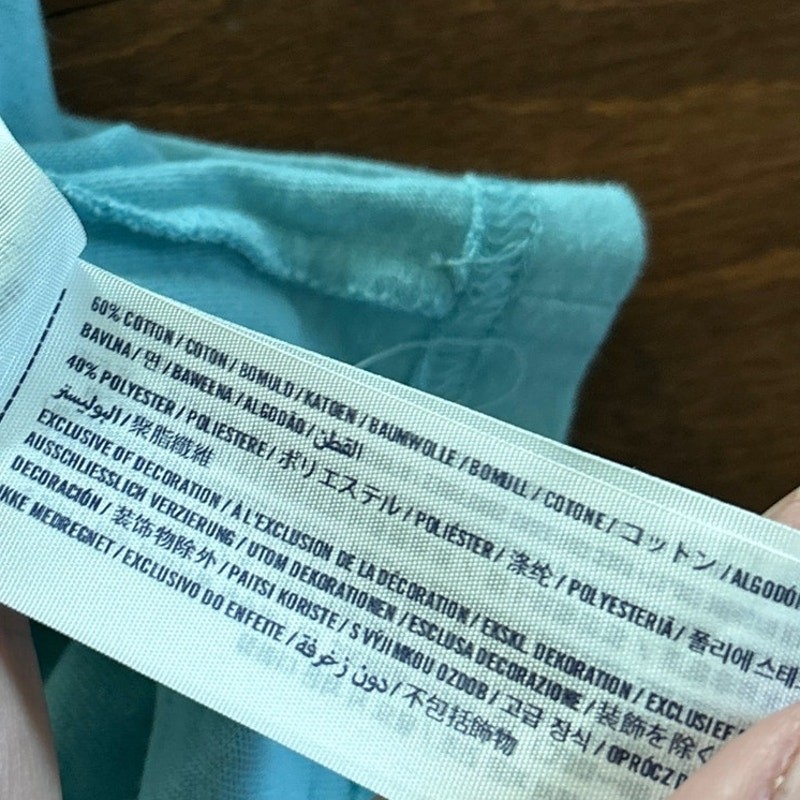 60% COTTON / COTON / BOMULD / KATOEN / BAUMWOLLE / BOMULL / COTONE / コットン / ALGODÓN
BAVLNA / 면 / BAWEŁNA / ALGODÃO / القطن
40% POLYESTER / POLIESTERE / ポリエステル / POLIÉSTER / 涤纶 / POLYESTERIÄ / 폴리에스테
البوليستر / 聚脂纖維
EXCLUSIVE OF DECORATION / À L'EXCLUSION DE LA DÉCORATION / EKSKL. DEKORATION / EXCLUSIEF
AUSSCHLIESSLICH VERZIERUNG / UTOM DEKORATIONEN / ESCLUSA DECORAZIONE / 装飾を除く
DECORACIÓN / 装饰物除外 / PAITSI KORISTE / S VÝJIMKOU OZDOB / 고급 장식 / OPRÓCZ
IKKE MEDREGNET / EXCLUSIVO DO ENFEITE / دون زخرفة / 不包括飾物